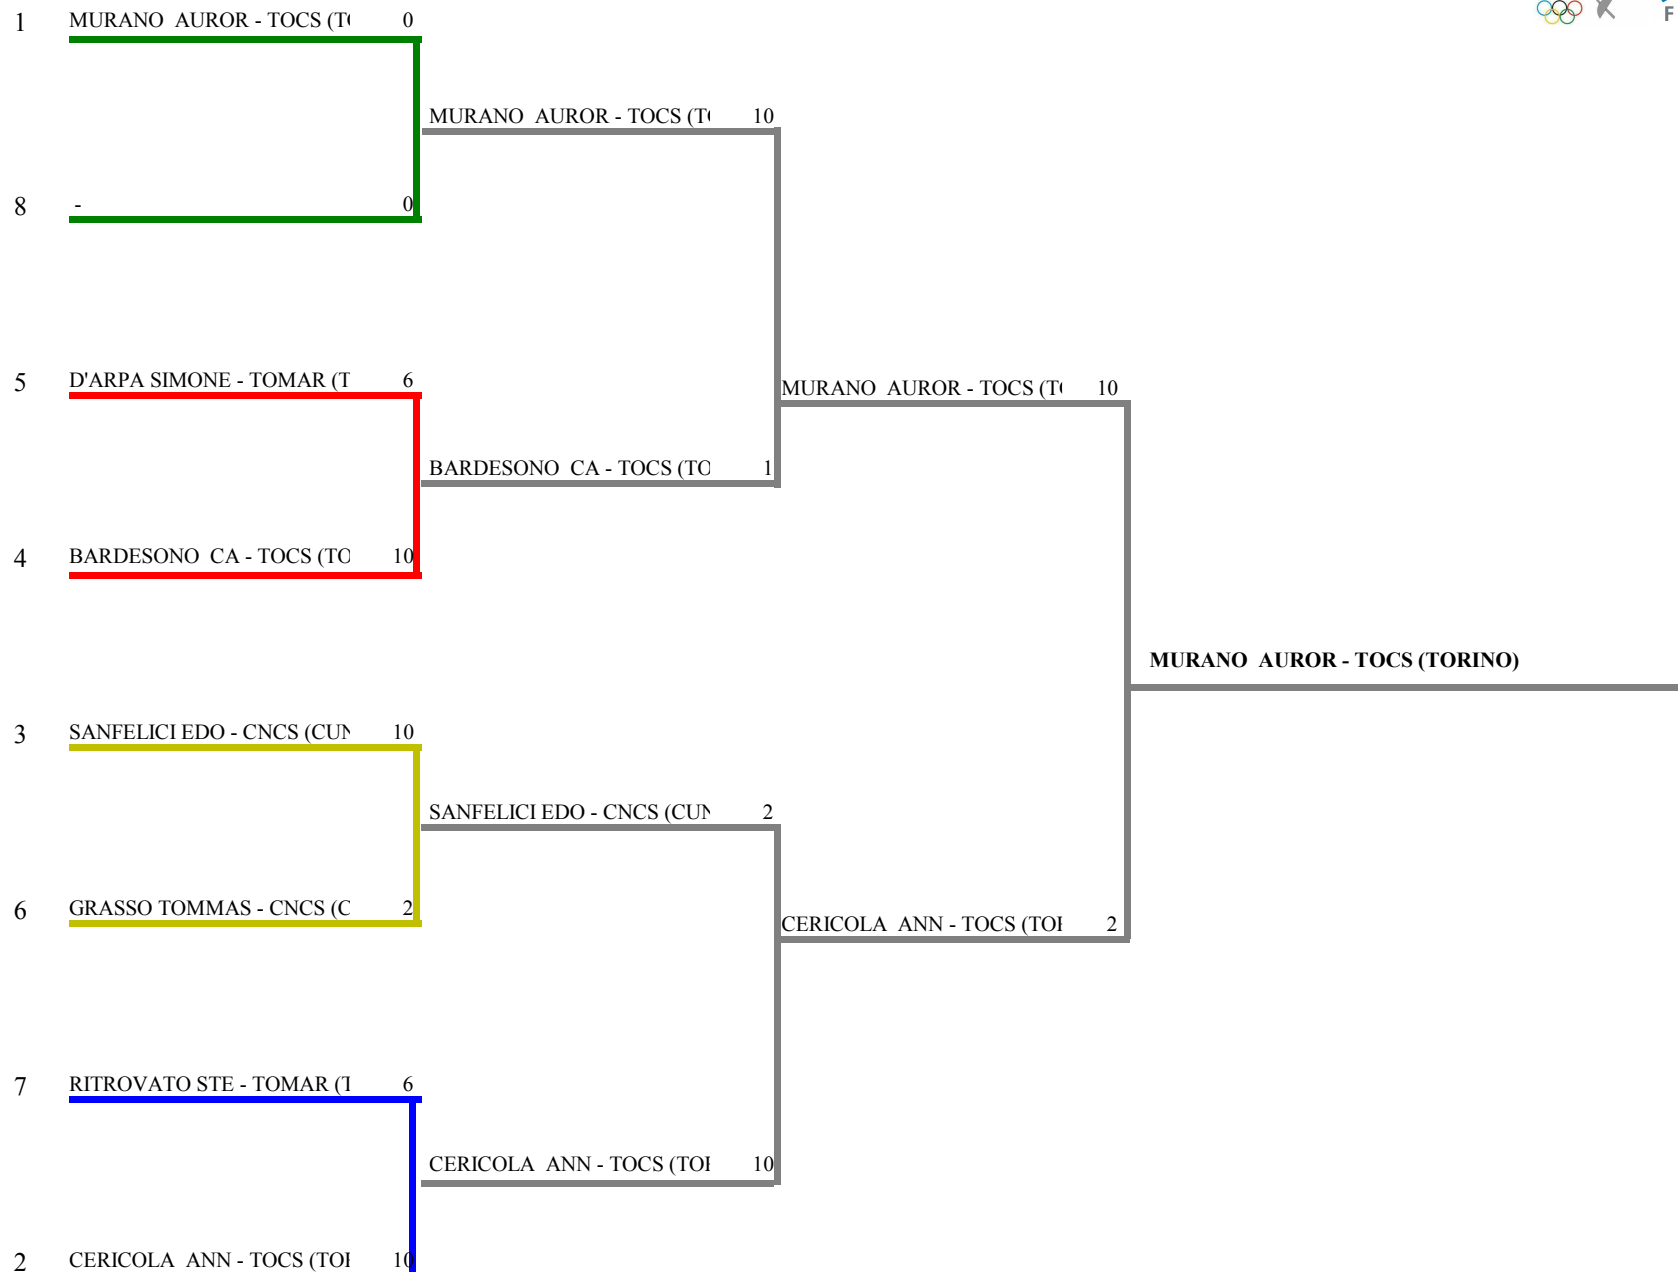 F
1 MURANO AUROR - TOCS (T 0
MURANO AUROR - TOCS (T 10
8 - 0
5 D'ARPA SIMONE - TOMAR (T 6
MURANO AUROR - TOCS (T 10
BARDESONO CA - TOCS (TO 1
4 BARDESONO CA - TOCS (TO 10
MURANO AUROR - TOCS (TORINO)
3 SANFELICI EDO - CNCS (CUN 10
SANFELICI EDO - CNCS (CUN 2
6 GRASSO TOMMAS - CNCS (C 2
CERICOLA ANN - TOCS (TO 2
7 RITROVATO STE - TOMAR (T 6
CERICOLA ANN - TOCS (TO 10
2 CERICOLA ANN - TOCS (TO 10